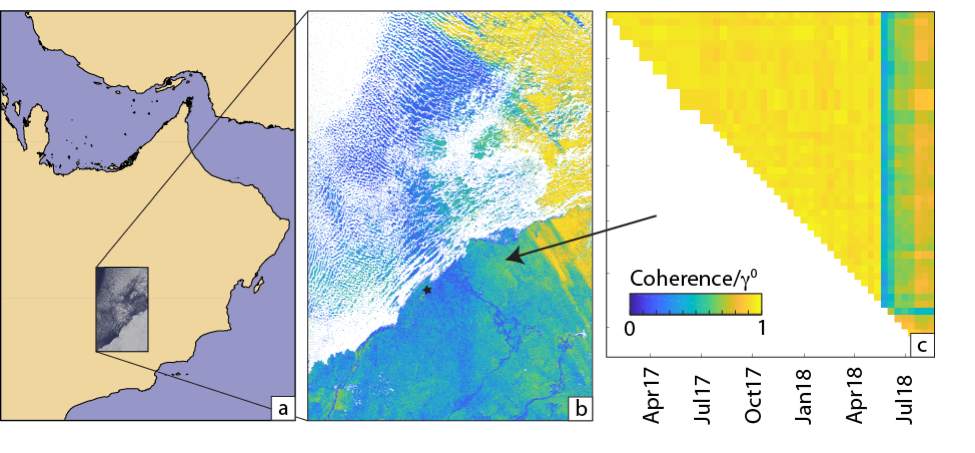 a
b
Coherence/γ⁰
0
1
c
Apr17
Jul17
Oct17
Jan18
Apr18
Jul18